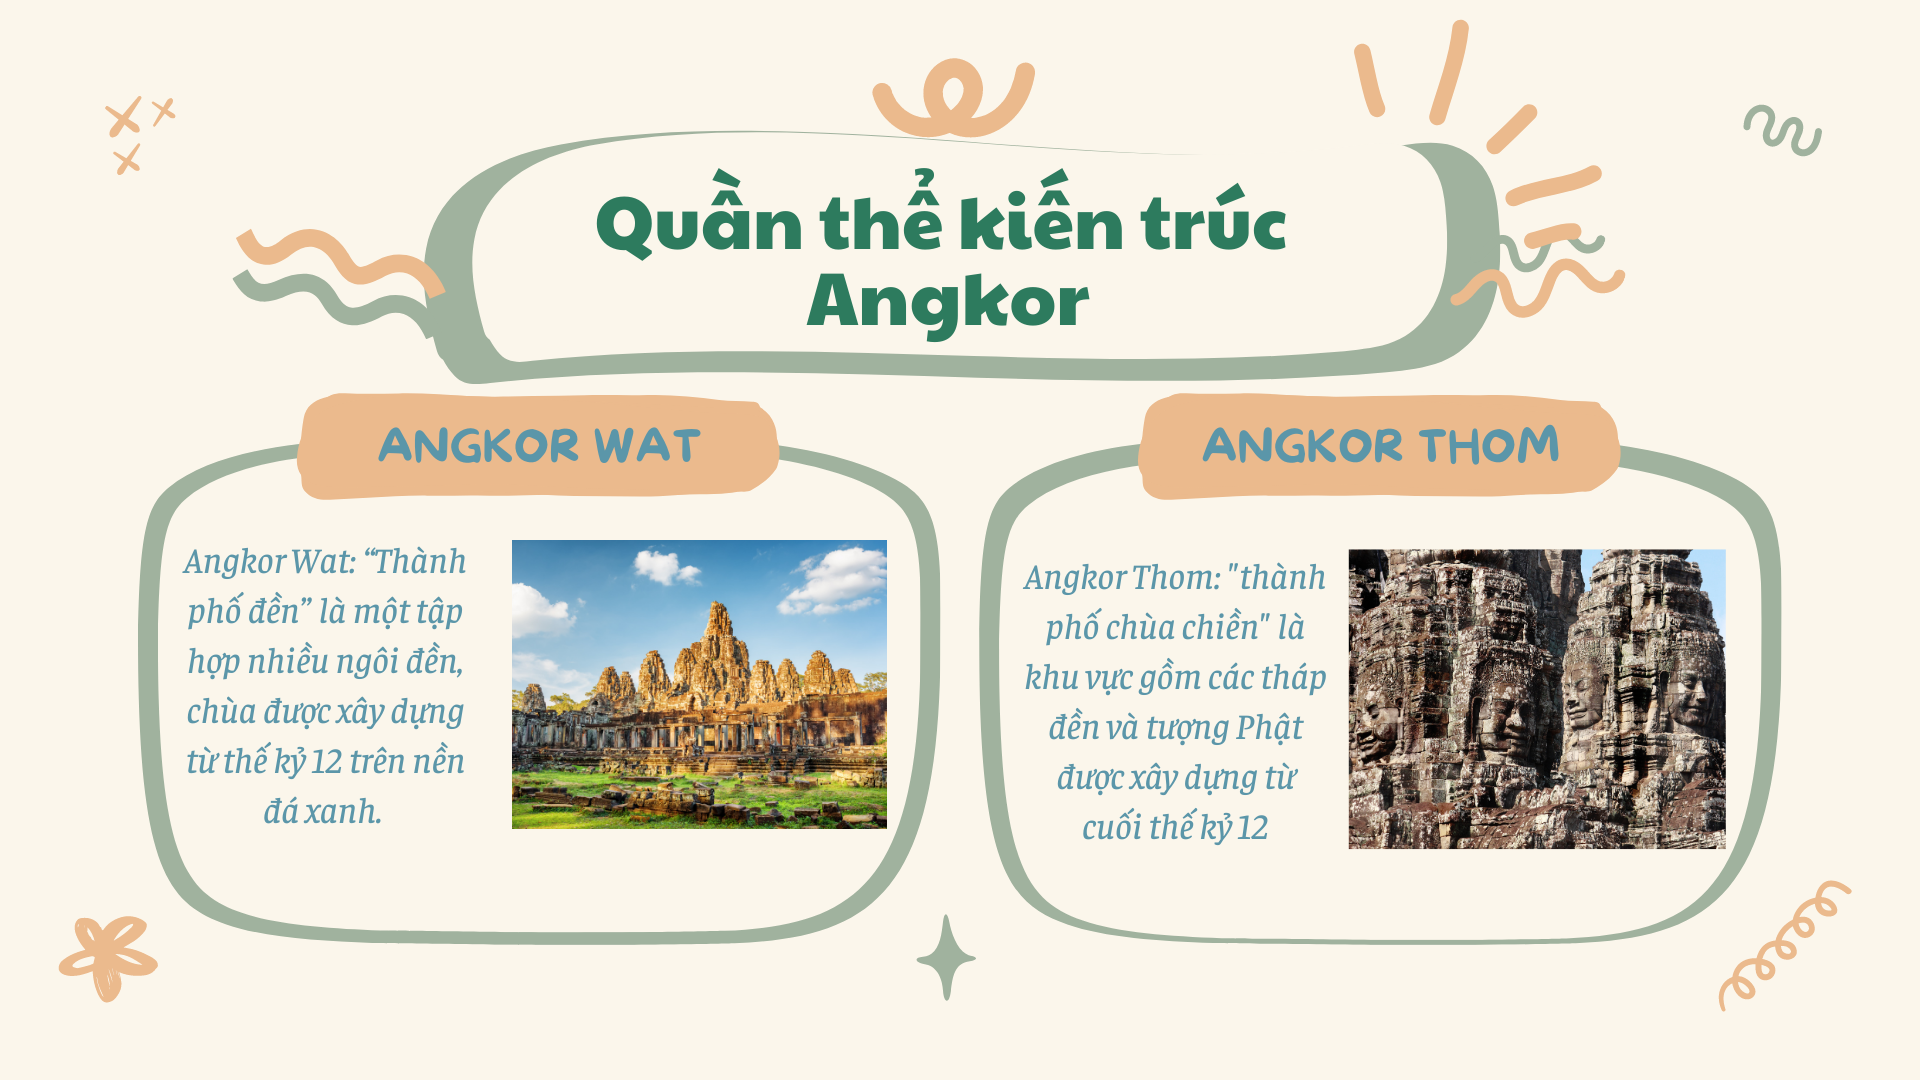 Quần thể kiến trúc
Angkor
ANGKOR WAT
Angkor Wat: “Thành
phố đền” là một tập
hợp nhiều ngôi đền,
chùa được xây dựng
từ thế kỷ 12 trên nền
đá xanh.
ANGKOR THOM
Angkor Thom: "thành
phố chùa chiền" là
khu vực gồm các tháp
đền và tượng Phật
được xây dựng từ
cuối thế kỷ 12